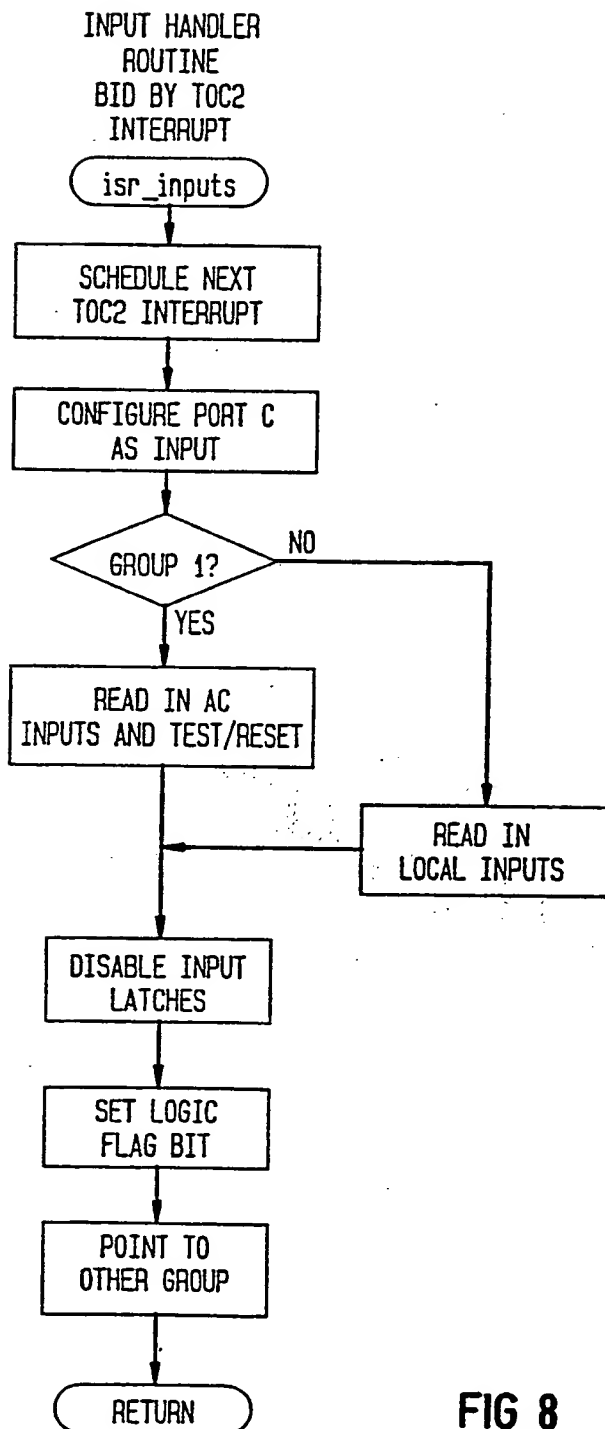 INPUT HANDLER
ROUTINE
BID BY TOC2
INTERRUPT
isr_inputs
SCHEDULE NEXT
TOC2 INTERRUPT
CONFIGURE PORT C
AS INPUT
GROUP 1?
NO
YES
READ IN AC
INPUTS AND TEST/RESET
READ IN
LOCAL INPUTS
DISABLE INPUT
LATCHES
SET LOGIC
FLAG BIT
POINT TO
OTHER GROUP
RETURN
FIG 8